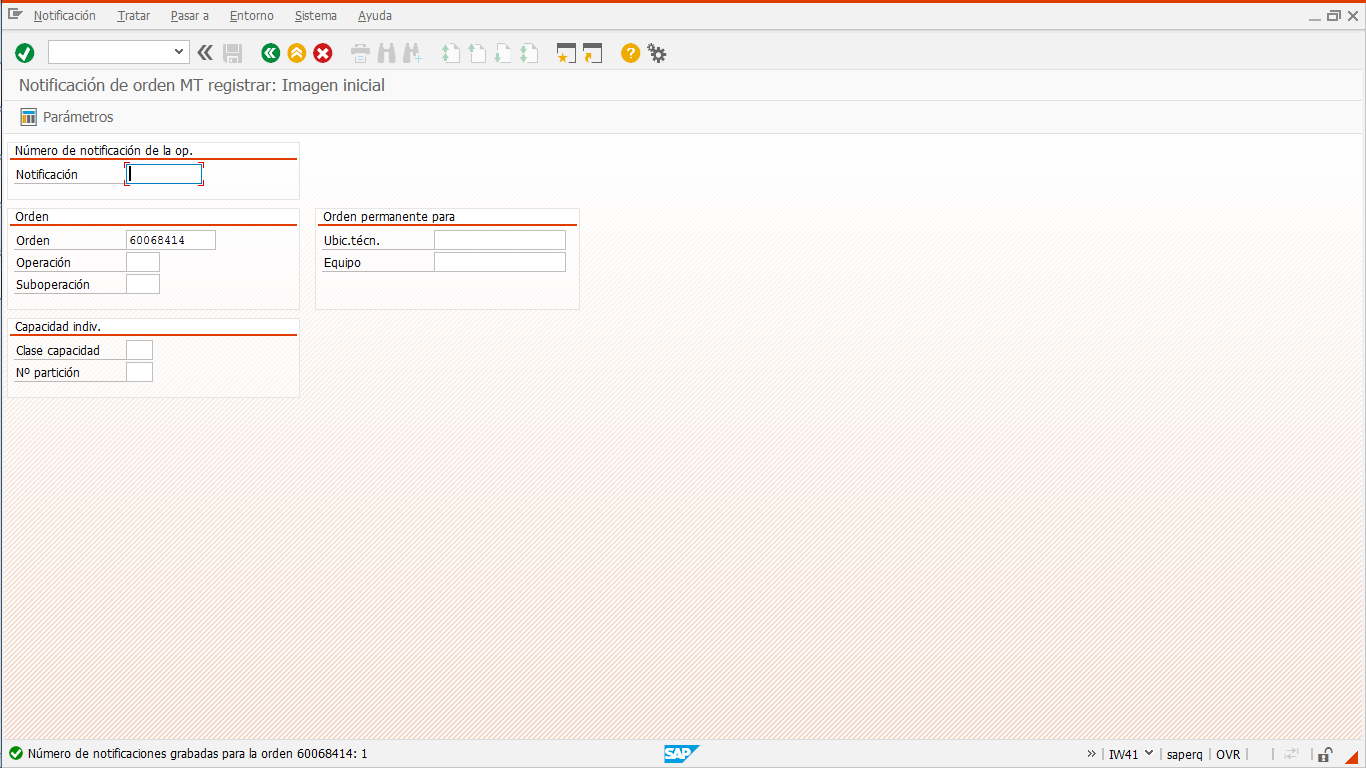 Notificación Tratar Pasar a Entorno Sistema Ayuda
Notificación de orden MT registrar: Imagen inicial
Parámetros
Número de notificación de la op.
Notificación
Orden
Orden 60068414
Operación
Suboperación
Orden permanente para
Ubic.técn.
Equipo
Capacidad indiv.
Clase capacidad
Nº partición
Número de notificaciones grabadas para la orden 60068414: 1
SAP
IW41 saperq OVR